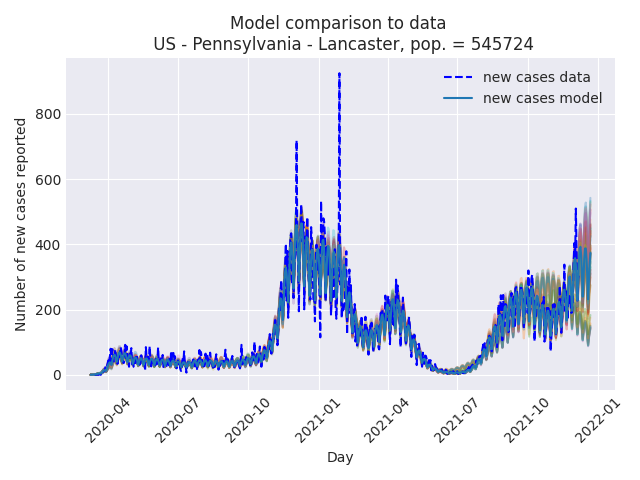 Model comparison to data
US - Pennsylvania - Lancaster, pop. = 545724
new cases data
new cases model
Number of new cases reported
800
600
400
200
0
2020-04
2020-07
2020-10
2021-01
2021-04
2021-07
2021-10
2022-01
Day